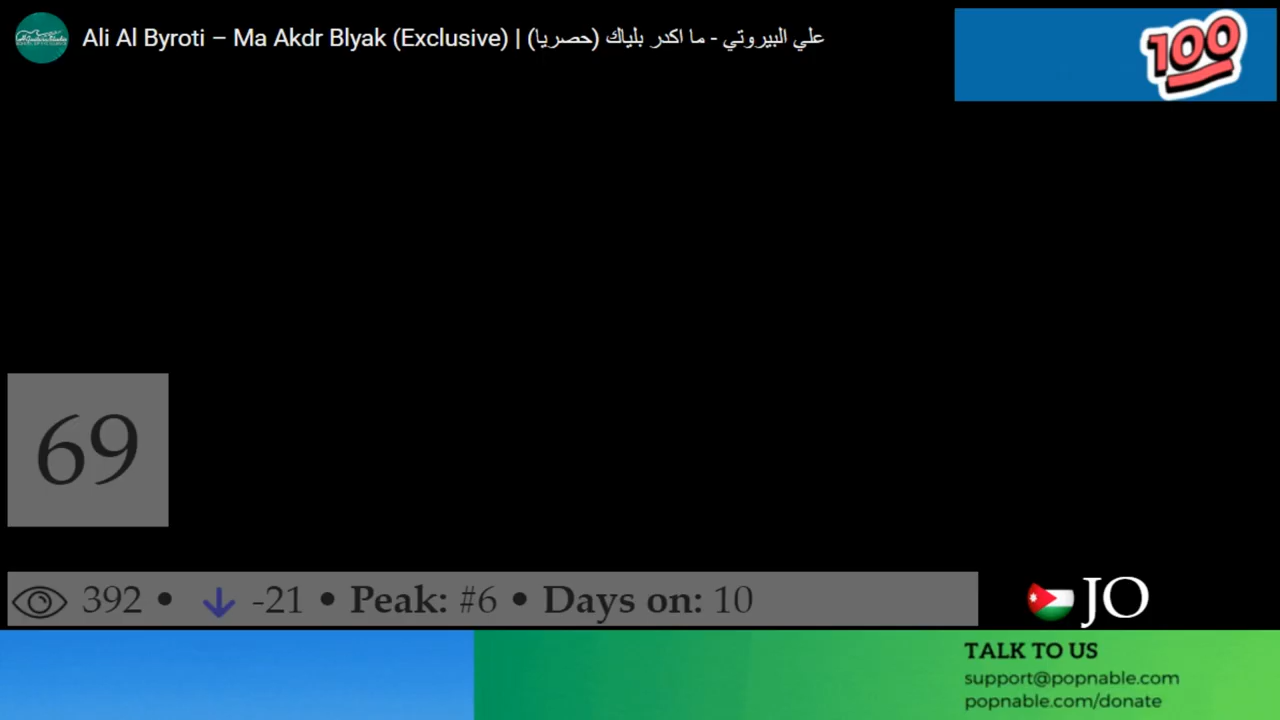 Ali Al Byroti – Ma Akdr Blyak (Exclusive) | علي البيروتي - ما اكدر بلياك (حصريا)
100
69
392 • -21 • Peak: #6 • Days on: 10
JO
TALK TO US
support@popnable.com
popnable.com/donate